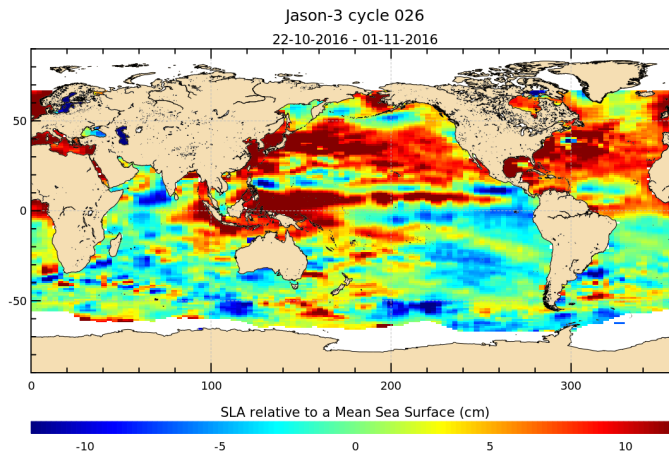 Jason-3 cycle 026
22-10-2016 - 01-11-2016
50
0
-50
0 100 200 300
SLA relative to a Mean Sea Surface (cm)
-10 -5 0 5 10